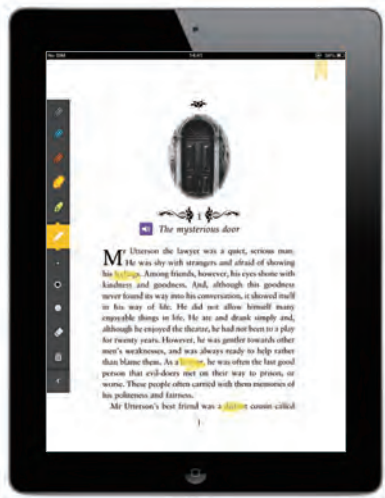 No SIM 14:41
1
The mysterious door
Mr Utterson the lawyer was a quiet, serious man.
He was shy with strangers and afraid of showing
his feelings. Among friends, however, his eyes shone with
kindness and goodness. And, although this goodness
never found its way into his conversation, it showed itself
in his way of life. He did not allow himself many
enjoyable things in life. He ate and drank simply and,
although he enjoyed the theatre, he had not been to a play
for twenty years. However, he was gentler towards other
men's weaknesses, and was always ready to help rather
than blame them. As a lawyer, he was often the last good
person that evil-doers met on their way to prison, or
worse. These people often carried with them memories of
his politeness and fairness.
Mr Utterson's best friend was a distant cousin called
1